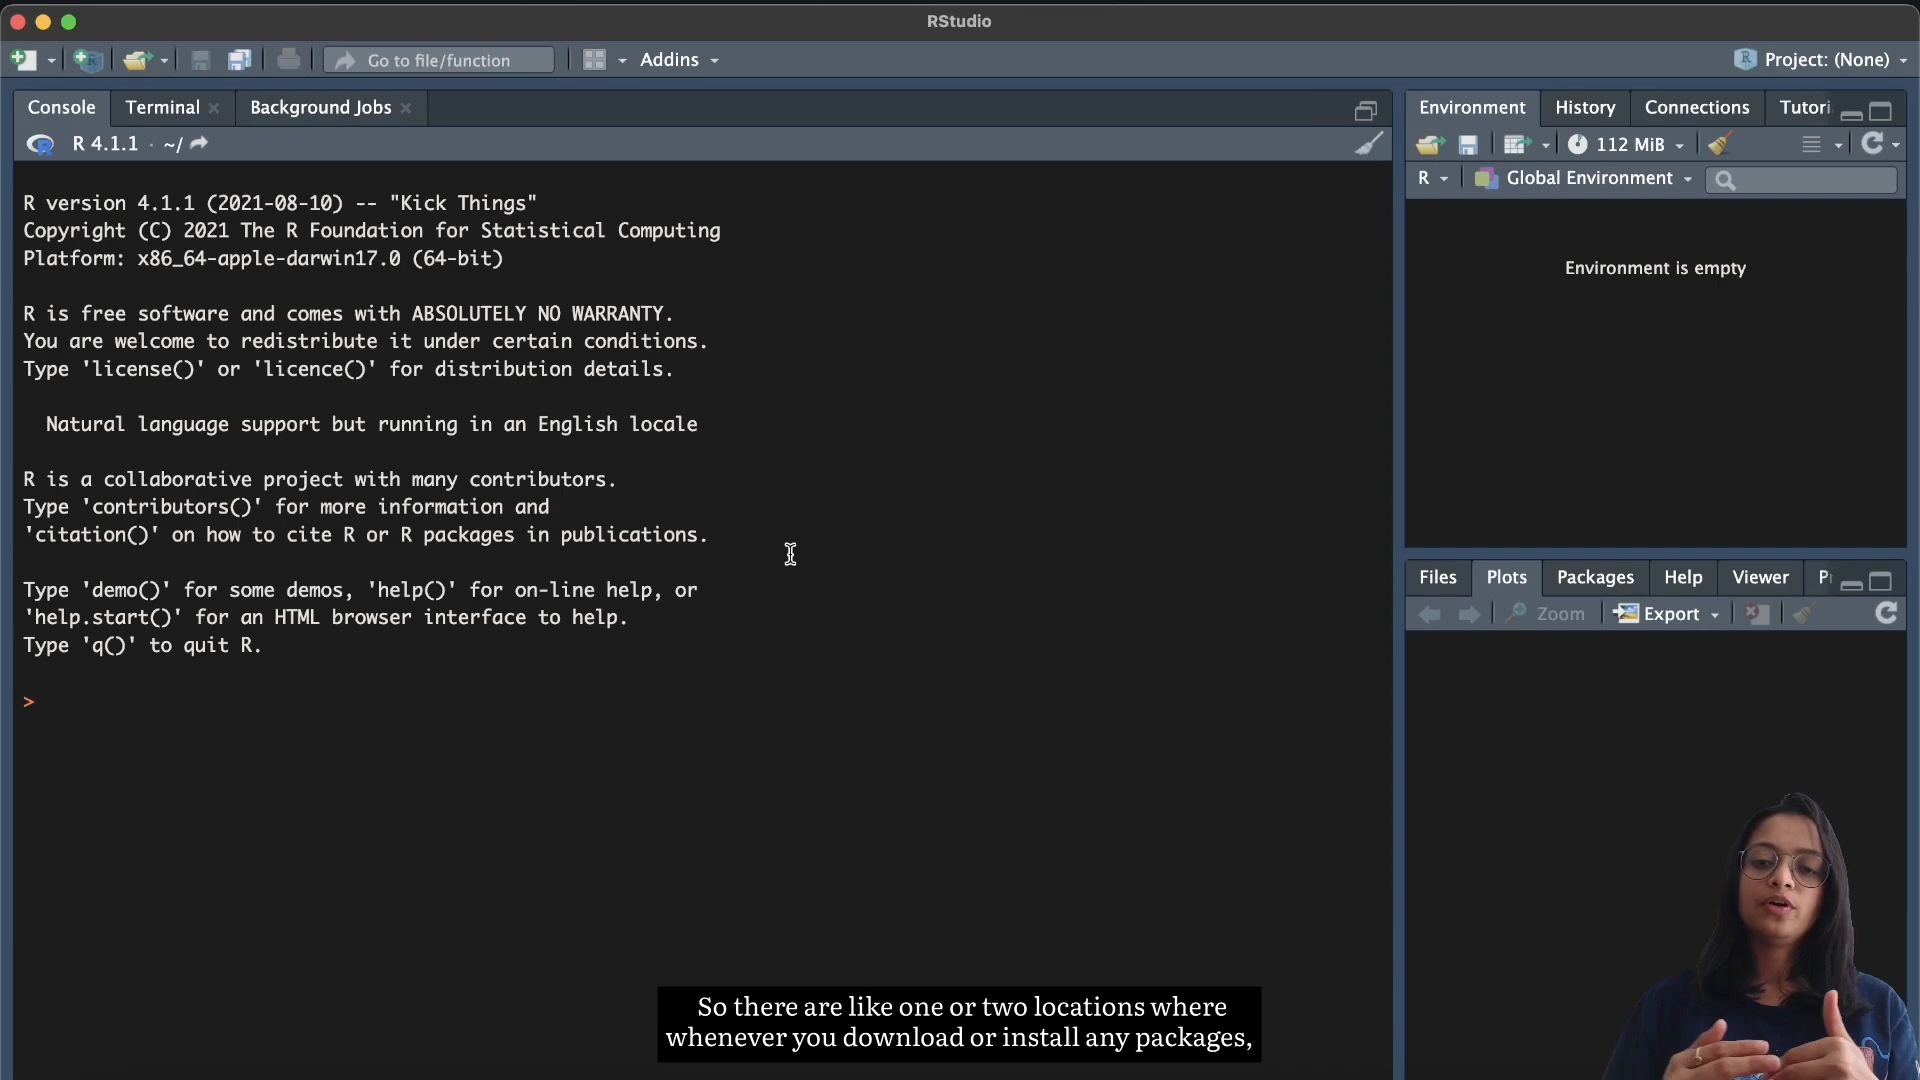 RStudio
Go to file/function
Addins
Project: (None)
Console
Terminal
Background Jobs
R 4.1.1 · ~/
R version 4.1.1 (2021-08-10) -- "Kick Things"
Copyright (C) 2021 The R Foundation for Statistical Computing
Platform: x86_64-apple-darwin17.0 (64-bit)
R is free software and comes with ABSOLUTELY NO WARRANTY.
You are welcome to redistribute it under certain conditions.
Type 'license()' or 'licence()' for distribution details.
Natural language support but running in an English locale
R is a collaborative project with many contributors.
Type 'contributors()' for more information and
'citation()' on how to cite R or R packages in publications.
Type 'demo()' for some demos, 'help()' for on-line help, or
'help.start()' for an HTML browser interface to help.
Type 'q()' to quit R.
>
Environment
History
Connections
Tutori
112 MiB
R
Global Environment
Environment is empty
Files
Plots
Packages
Help
Viewer
Pr
Zoom
Export
So there are like one or two locations where
whenever you download or install any packages,